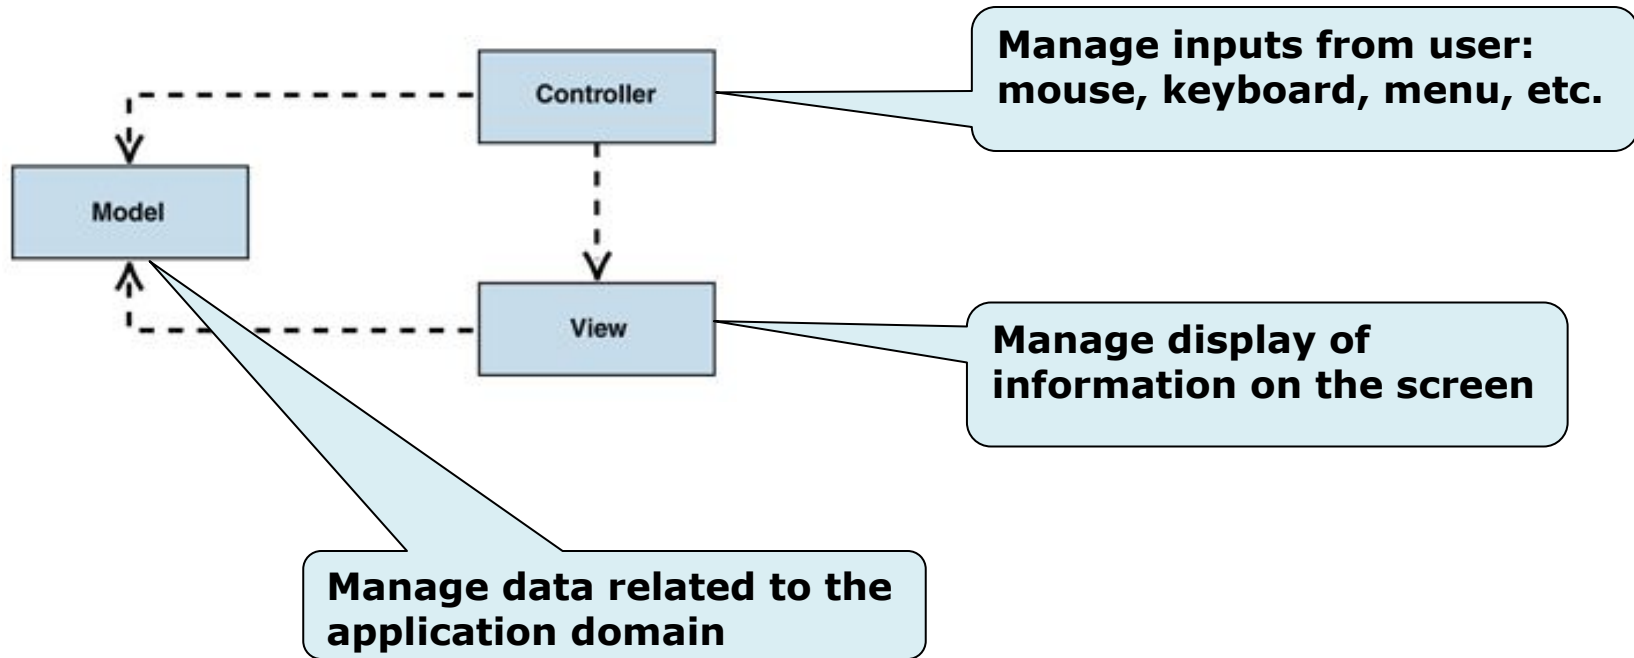 Manage inputs from user:
mouse, keyboard, menu, etc.
Controller
Model
View
Manage display of
information on the screen
Manage data related to the
application domain